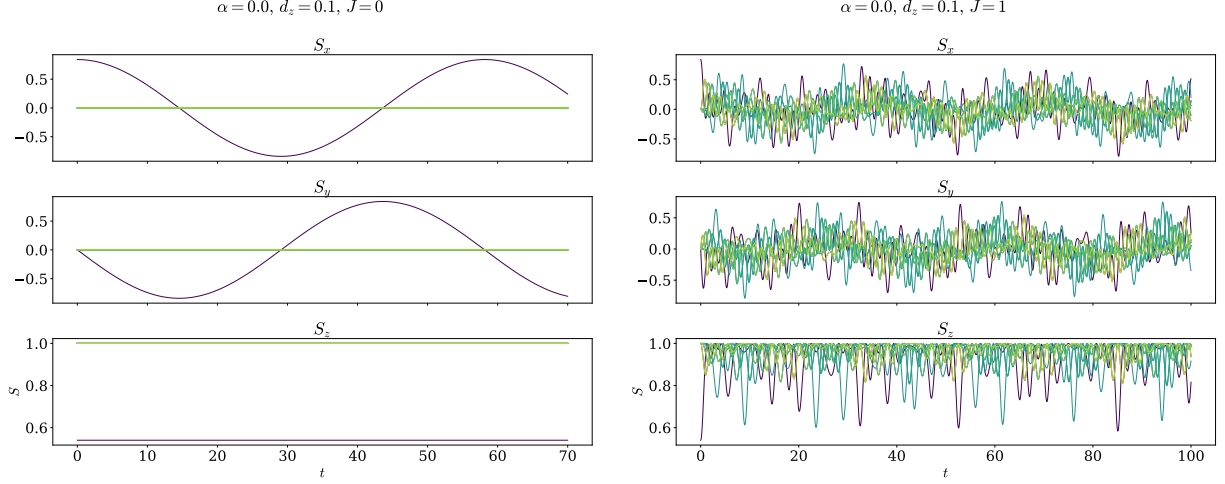 α = 0.0, d_z = 0.1, J = 0
S_x
0.5
0.0
−0.5
S_y
0.5
0.0
−0.5
S_z
1.0
0.8
0.6
S
0 10 20 30 40 50 60 70
t
α = 0.0, d_z = 0.1, J = 1
S_x
0.5
0.0
−0.5
S_y
0.5
0.0
−0.5
S_z
1.0
0.8
0.6
S
0 20 40 60 80 100
t